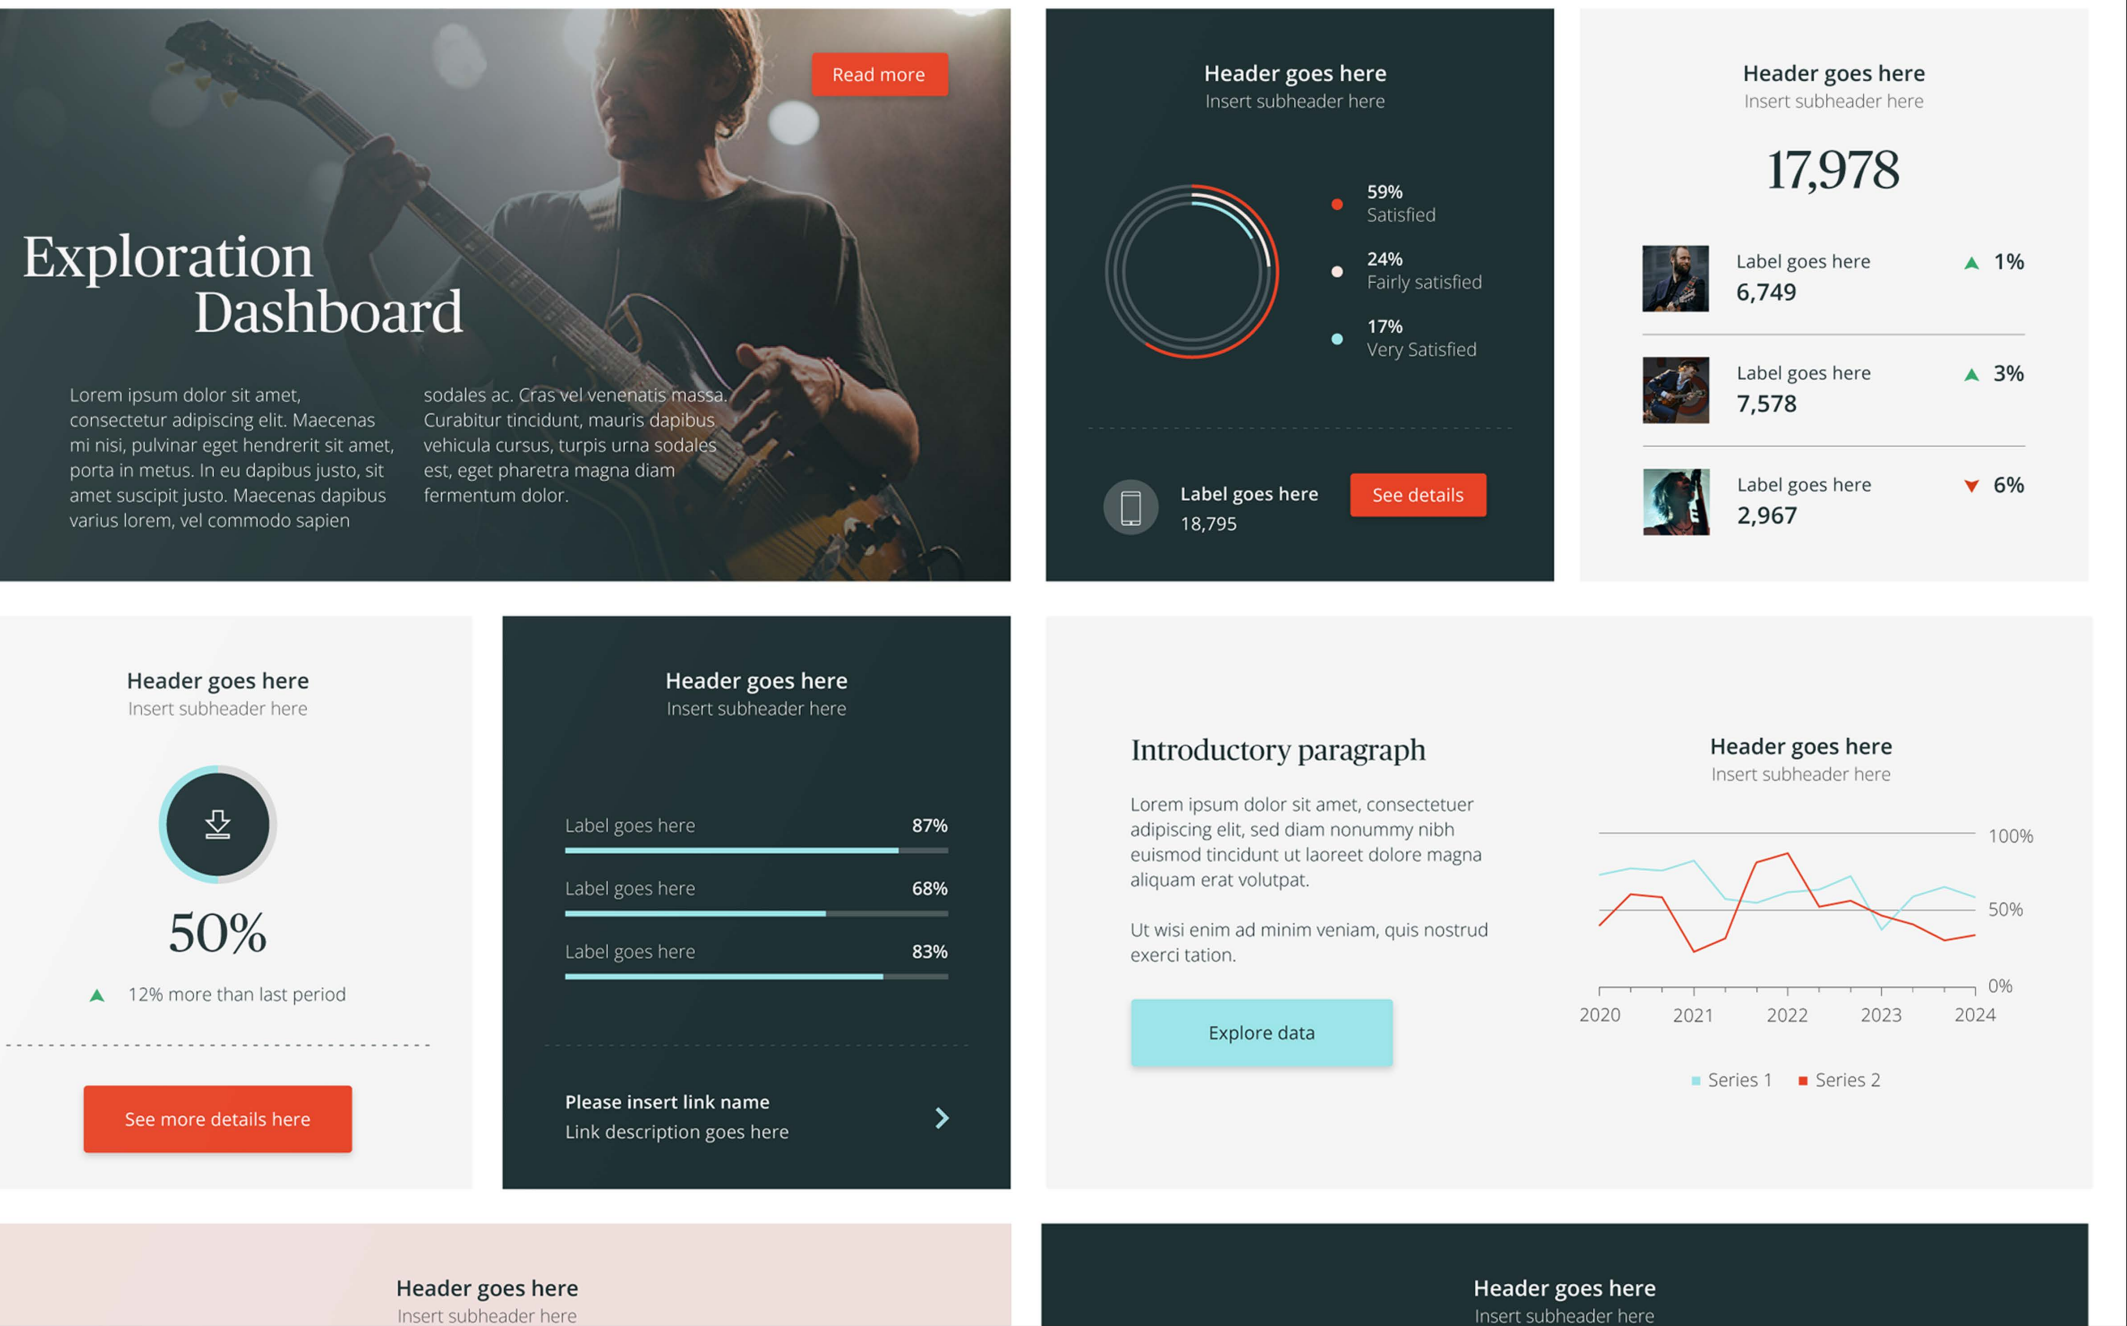 Read more
Exploration
Dashboard
Lorem ipsum dolor sit amet,
consectetur adipiscing elit. Maecenas
mi nisi, pulvinar eget hendrerit sit amet,
porta in metus. In eu dapibus justo, sit
amet suscipit justo. Maecenas dapibus
varius lorem, vel commodo sapien
sodales ac. Cras vel venenatis massa.
Curabitur tincidunt, mauris dapibus
vehicula cursus, turpis urna sodales
est, eget pharetra magna diam
fermentum dolor.
Header goes here
Insert subheader here
59%
Satisfied
24%
Fairly satisfied
17%
Very Satisfied
Label goes here
18,795
See details
Header goes here
Insert subheader here
17,978
Label goes here
6,749
1%
Label goes here
7,578
3%
Label goes here
2,967
6%
Header goes here
Insert subheader here
50%
12% more than last period
See more details here
Header goes here
Insert subheader here
Label goes here 87%
Label goes here 68%
Label goes here 83%
Please insert link name
Link description goes here
Introductory paragraph
Lorem ipsum dolor sit amet, consectetuer
adipiscing elit, sed diam nonummy nibh
euismod tincidunt ut laoreet dolore magna
aliquam erat volutpat.
Ut wisi enim ad minim veniam, quis nostrud
exerci tation.
Explore data
Header goes here
Insert subheader here
100%
50%
0%
2020 2021 2022 2023 2024
Series 1 Series 2
Header goes here
Insert subheader here
Header goes here
Insert subheader here